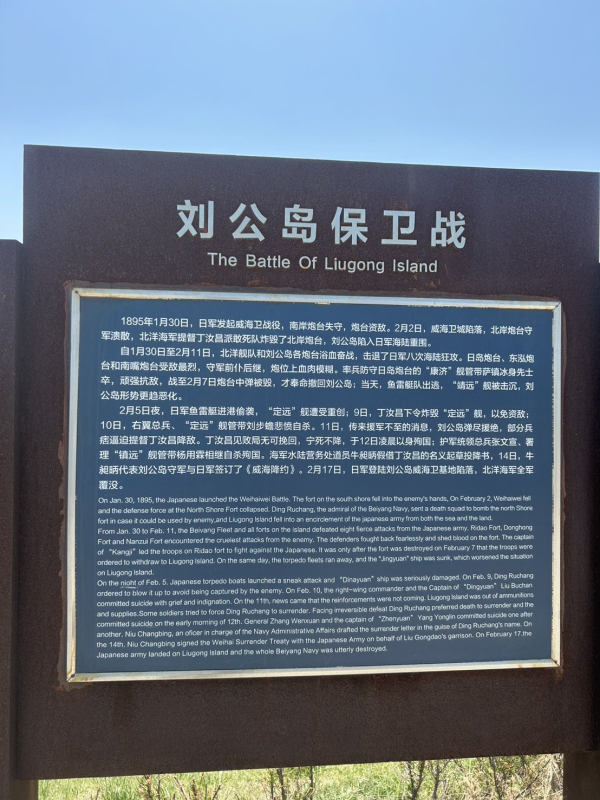 刘公岛保卫战
The Battle Of Liugong Island
1895年1月30日，日军发起威海卫战役，南岸炮台失守，炮台资敌。2月2日，威海卫城陷落，北岸炮台守
军溃散，北洋海军提督丁汝昌派敢死队炸毁了北岸炮台，刘公岛陷入日军海陆重围。
自1月30日至2月11日，北洋舰队和刘公岛各炮台浴血奋战，击退了日军八次海陆狂攻。日岛炮台、东泓炮
台和南嘴炮台受敌最烈，守军前仆后继，炮位上血肉模糊。率兵防守日岛炮台的“康济”舰管带萨镇冰身先士
卒，顽强抗敌，战至2月7日炮台中弹被毁，才奉命撤回刘公岛；当天，鱼雷艇队出逃，“靖远”舰被击沉，刘
公岛形势更趋恶化。
2月5日夜，日军鱼雷艇进港偷袭，“定远”舰遭受重创；9日，丁汝昌下令炸毁“定远”舰，以免资敌；
10日，右翼总兵、“定远”舰管带刘步蟾悲愤自杀。11日，传来援军不至的消息，刘公岛弹尽援绝，部分兵
痞逼迫提督丁汝昌降敌。丁汝昌见败局无可挽回，宁死不降，于12日凌晨以身殉国；护军统领总兵张文宣、署
理“镇远”舰管带杨用霖相继自杀殉国。海军水陆营务处道员牛昶昞假借丁汝昌的名义起草投降书，14日，牛
昶昞代表刘公岛守军与日军签订了《威海降约》。2月17日，日军登陆刘公岛威海卫基地陷落，北洋海军全军
覆没。
On Jan. 30, 1895, the Japanese launched the Weihaiwei Battle. The fort on the south shore fell into the enemy's hands, On February 2, Weihaiwei fell
and the defense force at the North Shore Fort collapsed. Ding Ruchang, the admiral of the Beiyang Navy, sent a death squad to bomb the north Shore
fort in case it could be used by enemy,and Liugong Island fell into an encirclement of the japanese army from both the sea and the land.
From Jan. 30 to Feb. 11, the Beivang Fleet and all forts on the island defeated eight fierce attacks from the Japanese army. Ridao Fort, Donghong
Fort and Nanzui Fort encountered the cruelest attacks from the enemy. The defenders fought back fearlessly and shed blood on the fort. The captain
of “Kangji” led the troops on Ridao fort to fight against the Japanese. It was only after the fort was destroyed on February 7 that the troops were
ordered to withdraw to Liugong Island. On the same day, the torpedo fleets ran away, and the “Jingyuan” ship was sunk, which worsened the situation
on Liugong Island.
On the night of Feb. 5. Japanese torpedo boats launched a sneak attack and “Dinayuan” ship was seriously damaged. On Feb. 9, Ding Ruchang
ordered to blow it up to avoid being captured by the enemy. On Feb. 10, the right–wing commander and the Captain of “Dingyuan” Liu Buchan
committed suicide with grief and indignation. On the 11th, news came that the reinforcements were not coming. Liugong Island was out of ammunitions
and supplies.Some soldiers tried to force Ding Ruchang to surrender. Facing irreversible defeat Ding Ruchang preferred death to surrender and the
committed suicide on the early morning of 12th. General Zhang Wenxuan and the captain of “Zhenyuan” Yang Yonglin committed suicide one after
another. Niu Changbing, an oficer in charge of the Navy Administrative Affairs drafted the surrender letter in the guise of Ding Ruchang's name. On
the 14th. Niu Changbing signed the Weihai Surrender Treaty with the Japanese Army on behalf of Liu Gongdao's garrison. On February 17.the
Japanese army landed on Liugong Island and the whole Beiyang Navy was utterly destroyed.